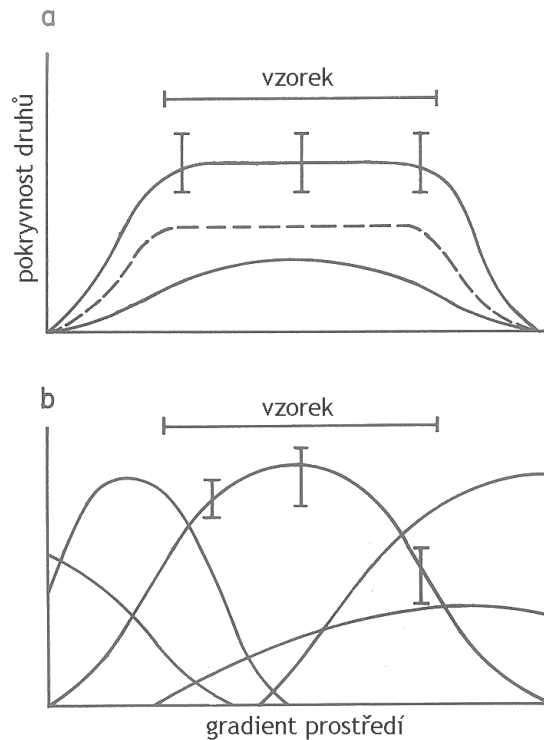 a
vzorek
pokryvnost druhů
b
vzorek
gradient prostředí